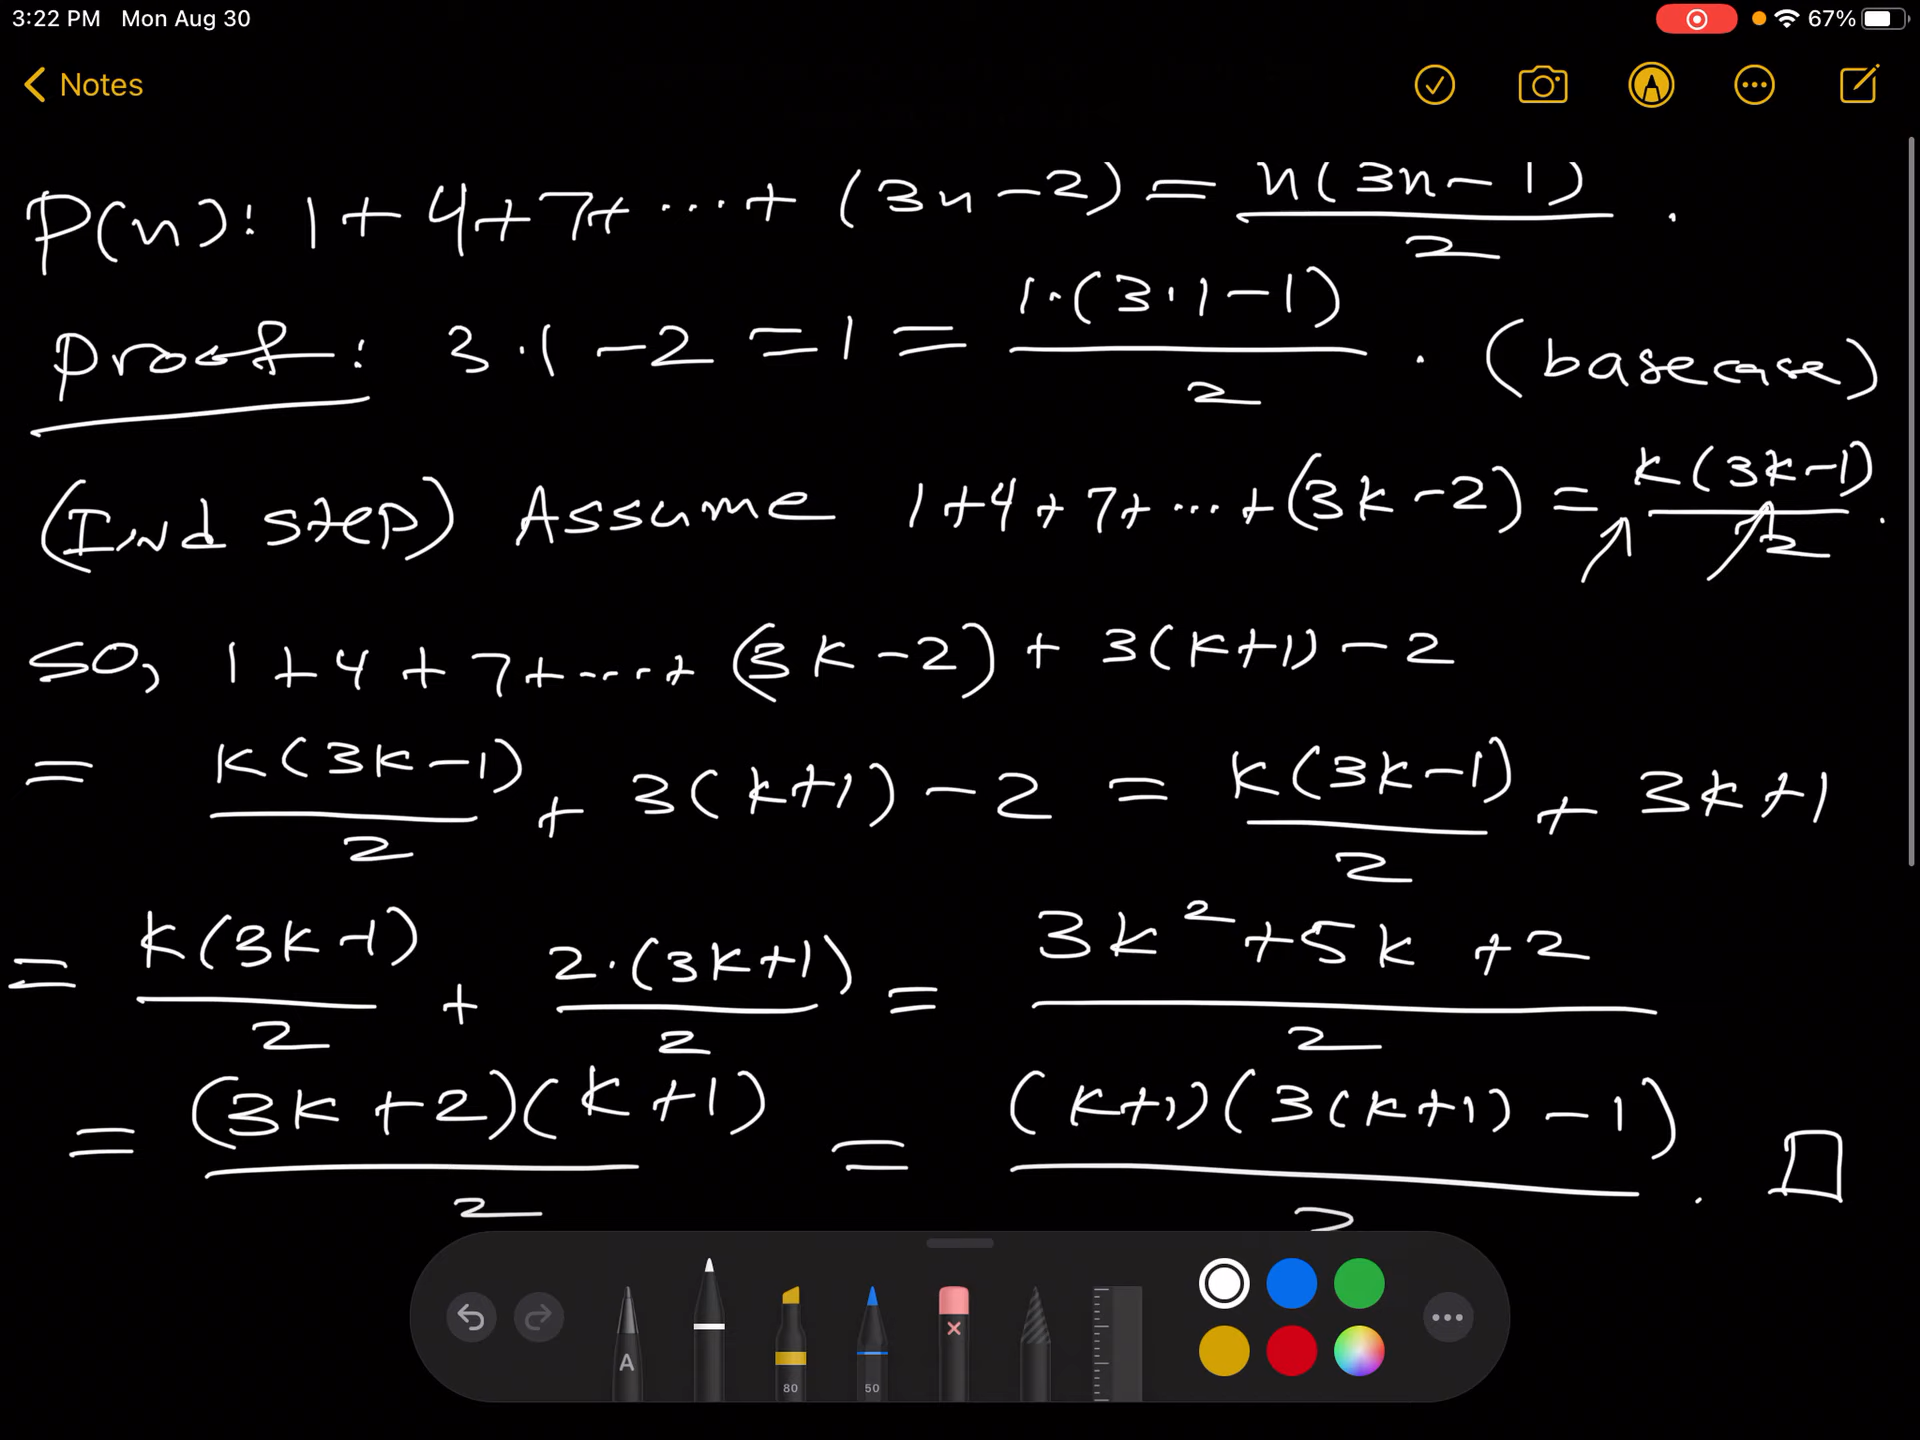 3:22 PM Mon Aug 30 67%
Notes
P(n): 1 + 4 + 7 + ... + (3n - 2) = n(3n - 1)/2 .
Proof: 3·1 - 2 = 1 = 1·(3·1 - 1)/2 . (basecase)
(Ind step) Assume 1 + 4 + 7 + ... + (3k - 2) = k(3k - 1)/2 .
so, 1 + 4 + 7 + .... + (3k - 2) + 3(k+1) - 2
= k(3k - 1)/2 + 3(k+1) - 2 = k(3k - 1)/2 + 3k + 1
= k(3k - 1)/2 + 2·(3k+1)/2 = 3k² + 5k + 2/2
= (3k + 2)(k + 1)/2 = (k+1)(3(k+1) - 1)/2 . □
A 80 50